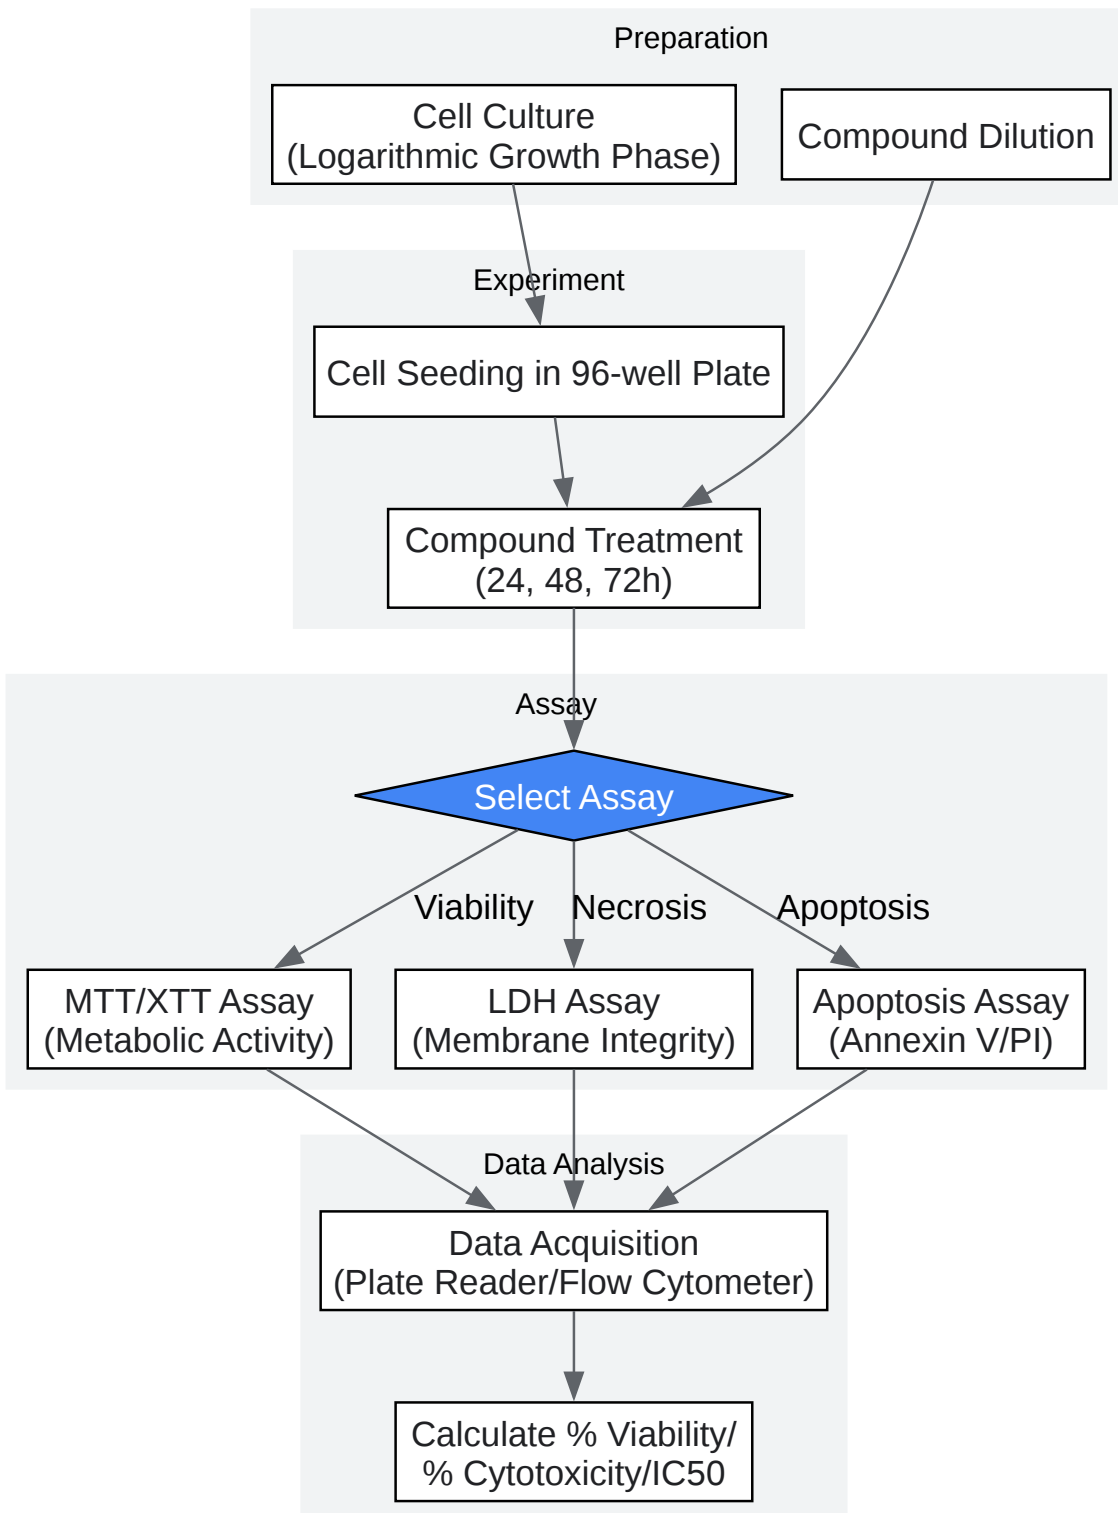 Preparation
Cell Culture
(Logarithmic Growth Phase)
Compound Dilution
Experiment
Cell Seeding in 96-well Plate
Compound Treatment
(24, 48, 72h)
Assay
Select Assay
Viability
Necrosis
Apoptosis
MTT/XTT Assay
(Metabolic Activity)
LDH Assay
(Membrane Integrity)
Apoptosis Assay
(Annexin V/PI)
Data Analysis
Data Acquisition
(Plate Reader/Flow Cytometer)
Calculate % Viability/
% Cytotoxicity/IC50